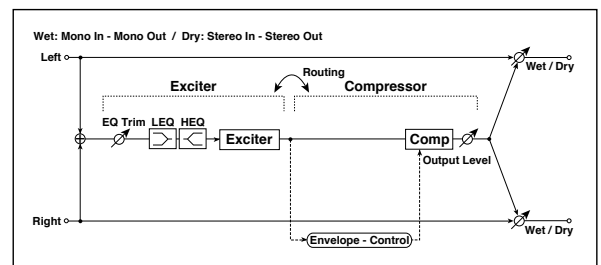 Wet: Mono In - Mono Out / Dry: Stereo In - Stereo Out
Left
Wet / Dry
Routing
Exciter
Compressor
EQ Trim
LEQ
HEQ
Exciter
Comp
Output Level
Right
Wet / Dry
Envelope - Control